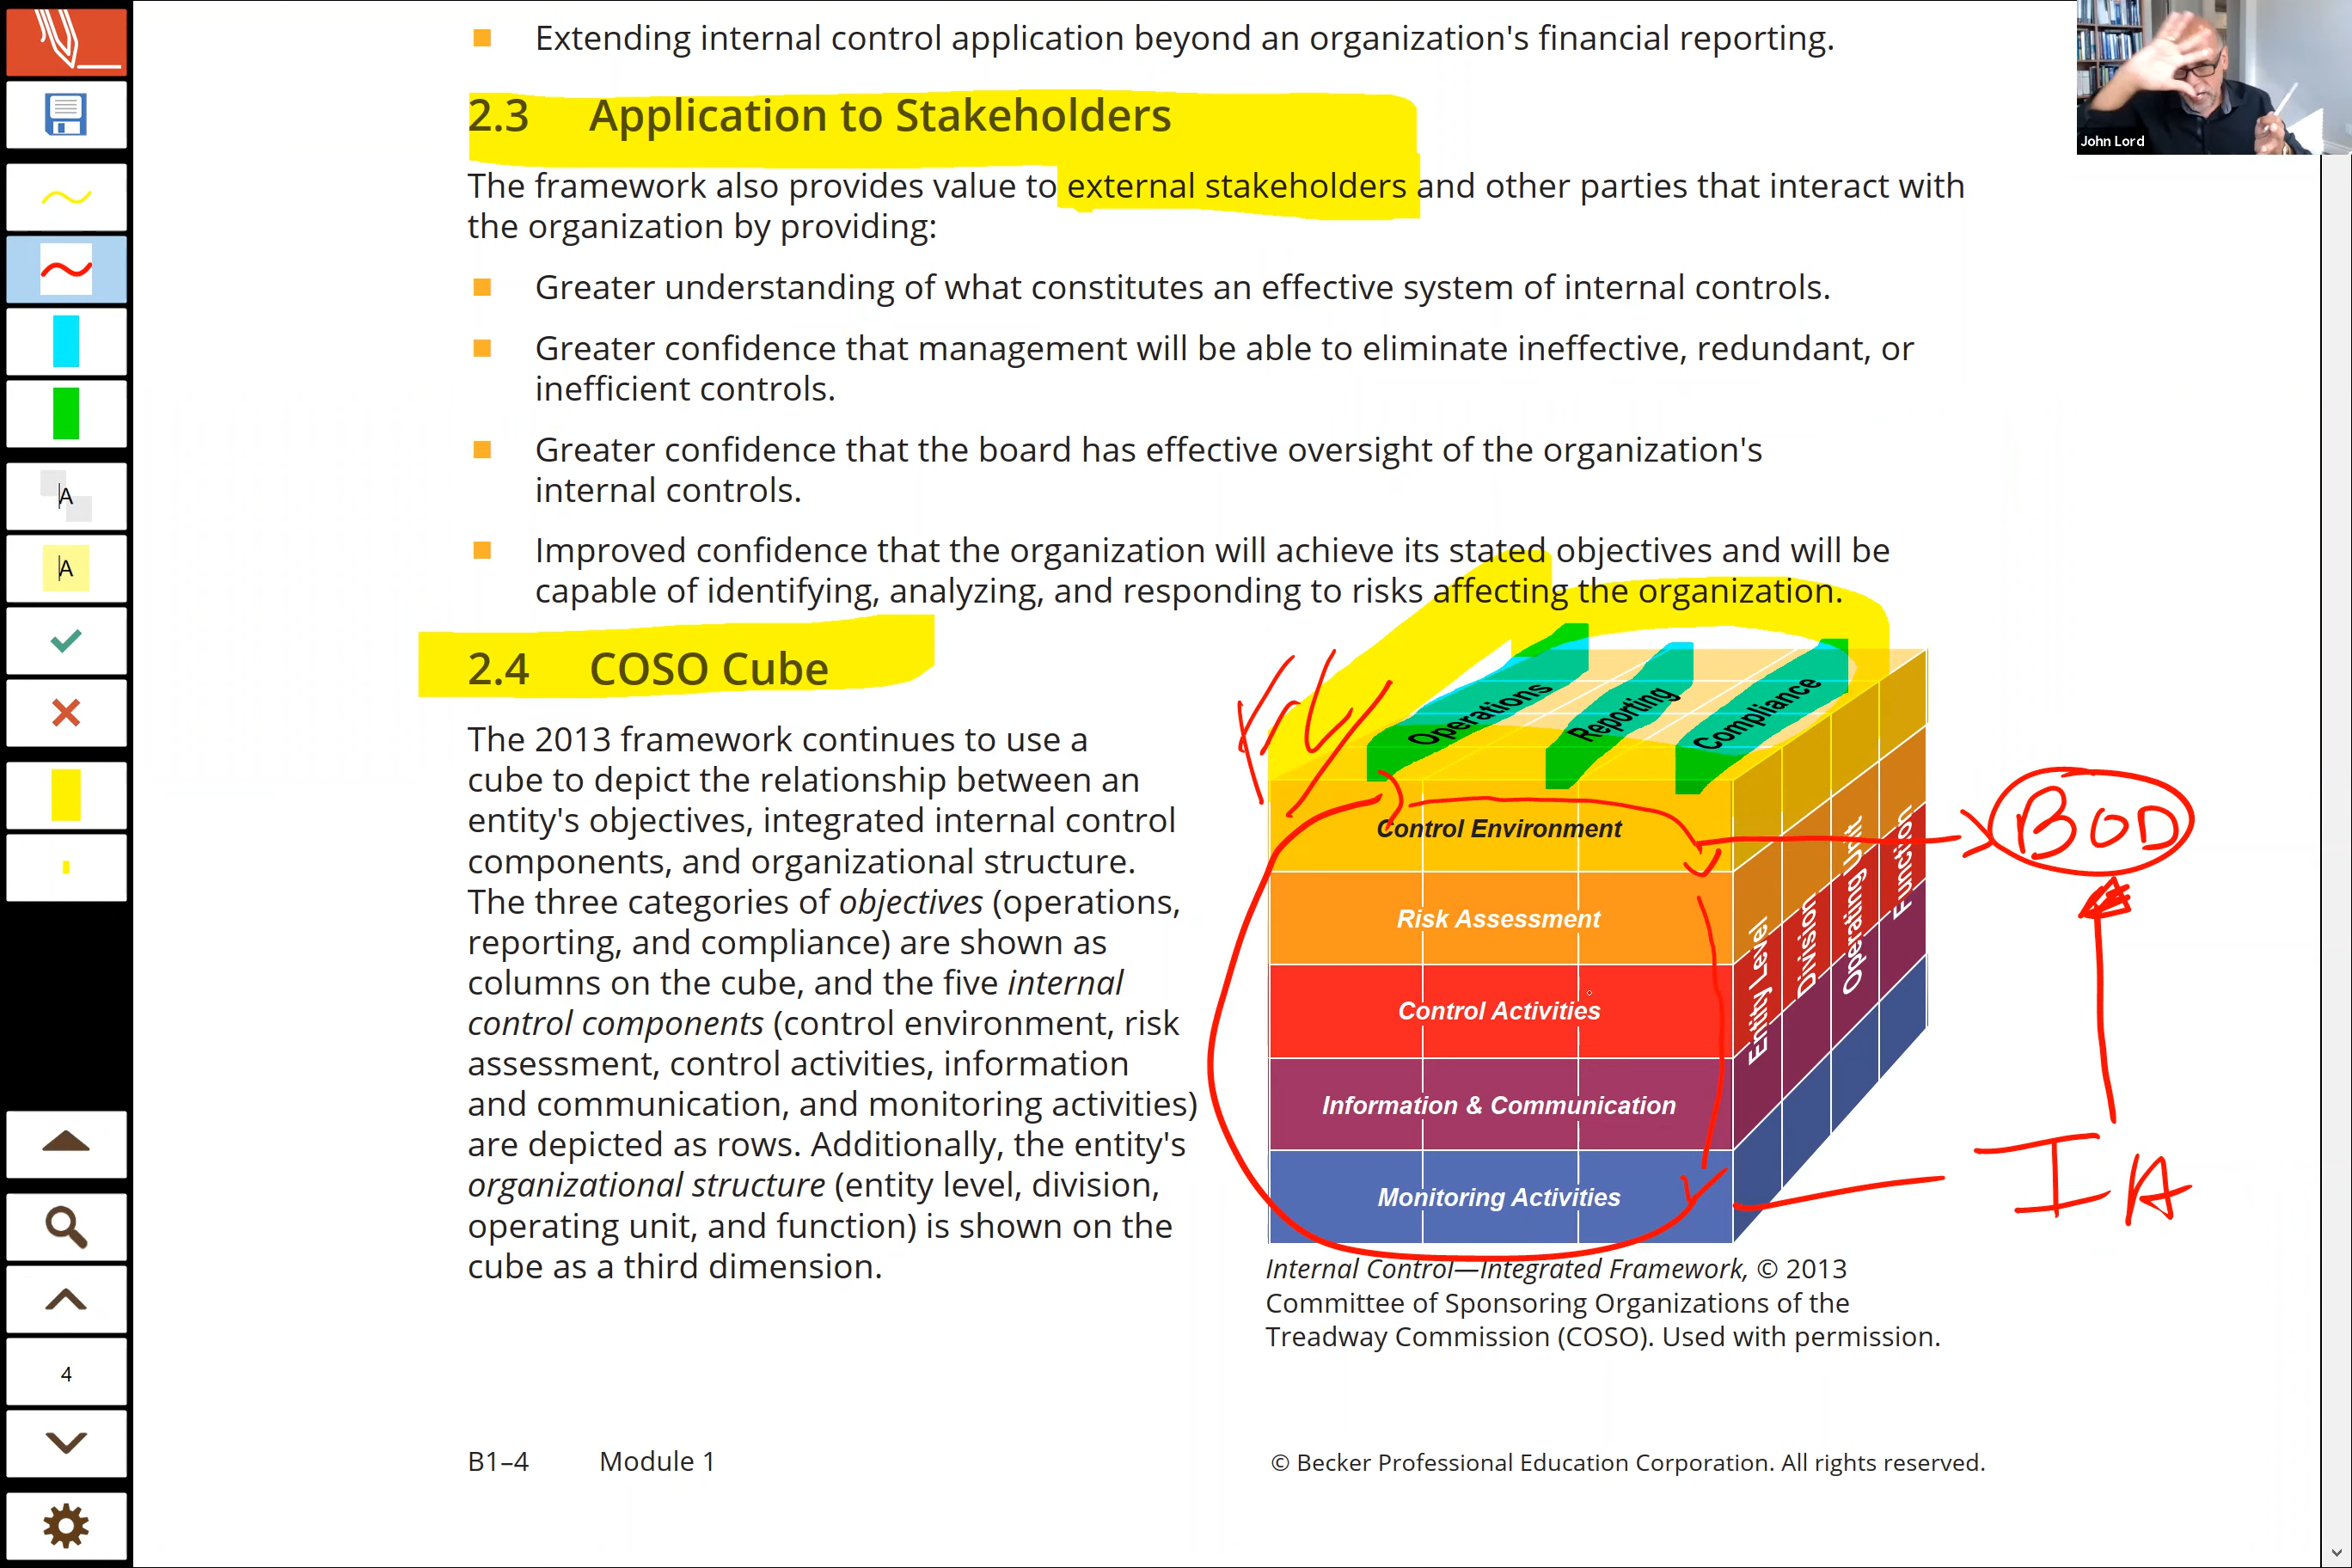 Extending internal control application beyond an organization's financial reporting.
John Lord
2.3 Application to Stakeholders
The framework also provides value to external stakeholders and other parties that interact with
the organization by providing:
Greater understanding of what constitutes an effective system of internal controls.
Greater confidence that management will be able to eliminate ineffective, redundant, or
inefficient controls.
Greater confidence that the board has effective oversight of the organization's
internal controls.
Improved confidence that the organization will achieve its stated objectives and will be
capable of identifying, analyzing, and responding to risks affecting the organization.
2.4 COSO Cube
The 2013 framework continues to use a
cube to depict the relationship between an
entity's objectives, integrated internal control
components, and organizational structure.
The three categories of objectives (operations,
reporting, and compliance) are shown as
columns on the cube, and the five internal
control components (control environment, risk
assessment, control activities, information
and communication, and monitoring activities)
are depicted as rows. Additionally, the entity's
organizational structure (entity level, division,
operating unit, and function) is shown on the
cube as a third dimension.
Operations
Reporting
Compliance
Control Environment
Risk Assessment
Control Activities
Information & Communication
Monitoring Activities
Entity Level
Division
Operating Unit
Function
BOD
IA
Internal Control—Integrated Framework, © 2013
Committee of Sponsoring Organizations of the
Treadway Commission (COSO). Used with permission.
A
A
4
B1–4 Module 1
© Becker Professional Education Corporation. All rights reserved.